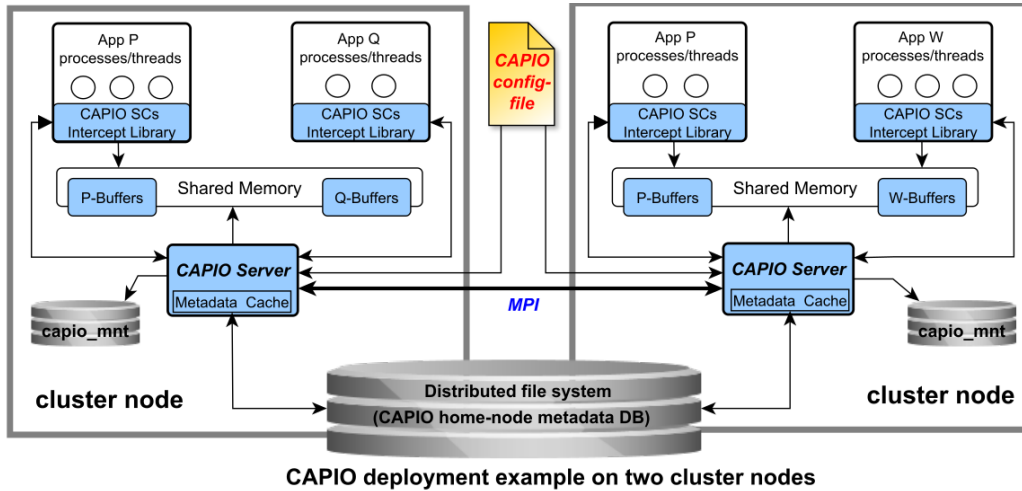 App P
processes/threads
CAPIO SCs
Intercept Library
App Q
processes/threads
CAPIO SCs
Intercept Library
CAPIO
config-
file
App P
processes/threads
CAPIO SCs
Intercept Library
App W
processes/threads
CAPIO SCs
Intercept Library
P-Buffers
Shared Memory
Q-Buffers
P-Buffers
Shared Memory
W-Buffers
CAPIO Server
Metadata Cache
MPI
CAPIO Server
Metadata Cache
capio_mnt
capio_mnt
cluster node
Distributed file system
(CAPIO home-node metadata DB)
cluster node
CAPIO deployment example on two cluster nodes